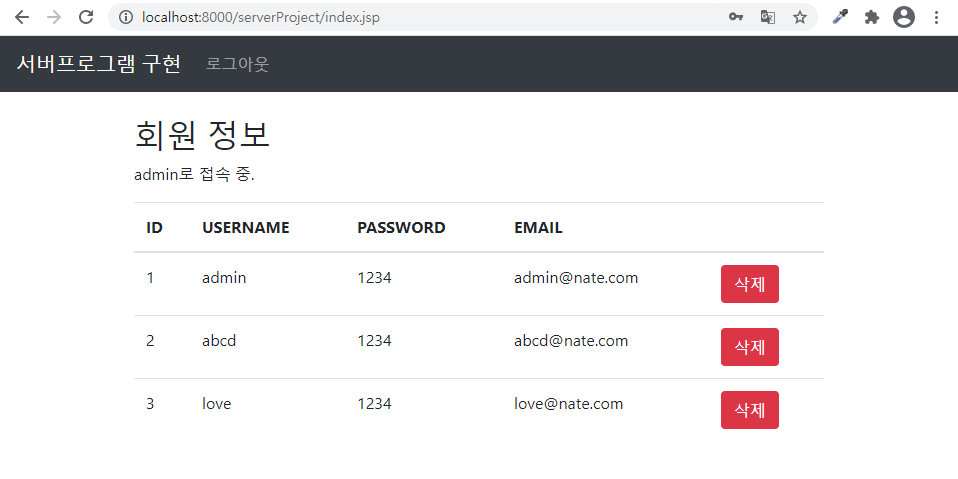 localhost:8000/serverProject/index.jsp
서버프로그램 구현 로그아웃
회원 정보
admin로 접속 중.
ID USERNAME PASSWORD EMAIL
1 admin 1234 admin@nate.com 삭제
2 abcd 1234 abcd@nate.com 삭제
3 love 1234 love@nate.com 삭제